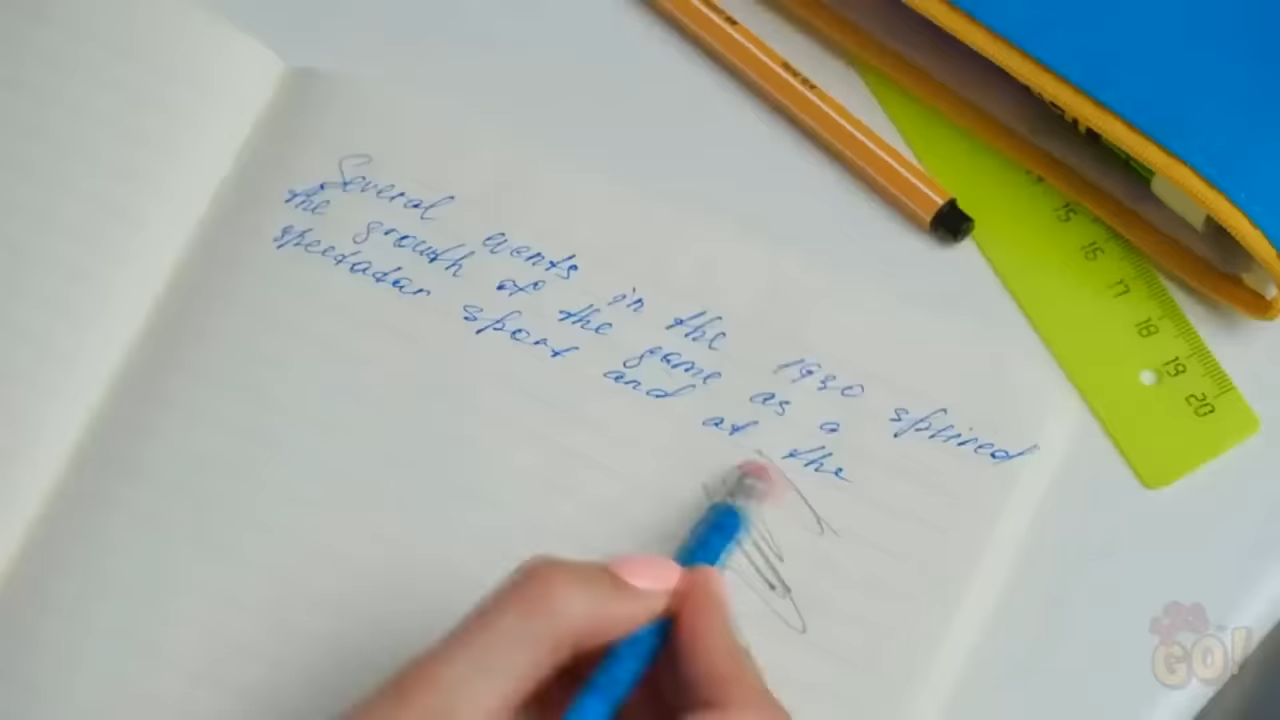 Several events in the 1930 spurred
the growth of the game as a
spectator sport and at the
15
16
17
18
19
20
GO!